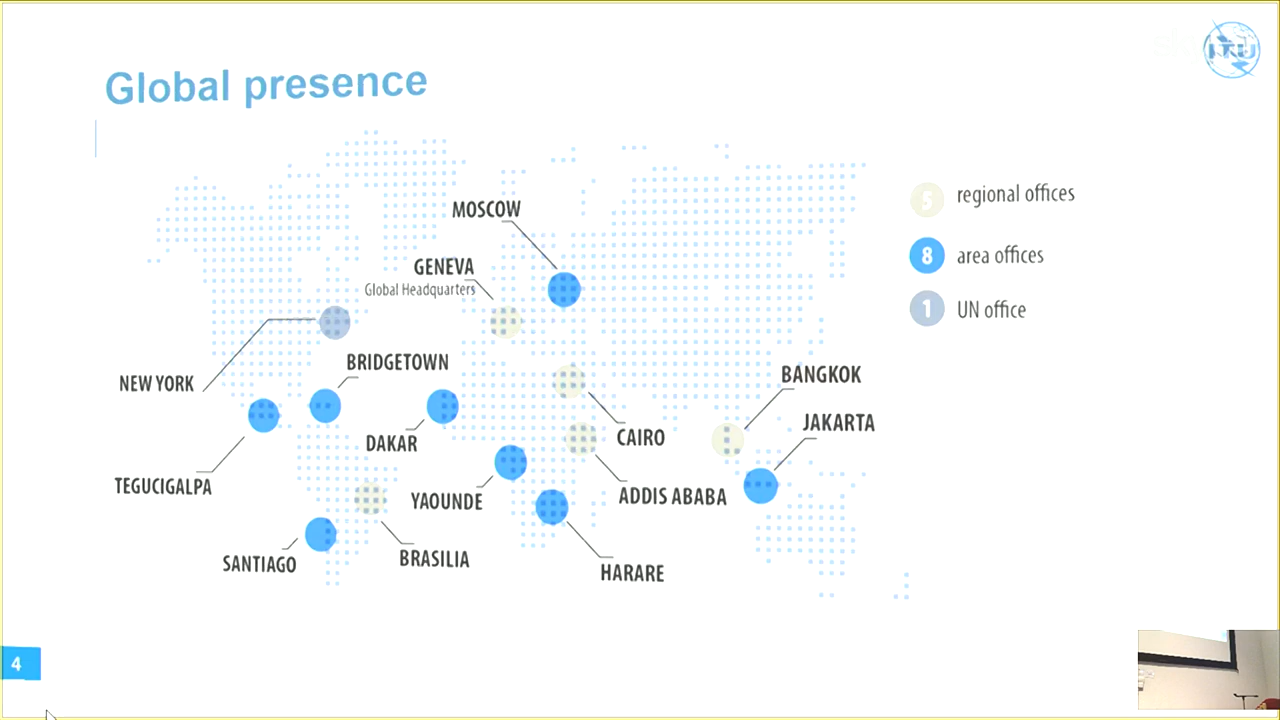 Global presence
ITU
5 regional offices
8 area offices
1 UN office
MOSCOW
GENEVA
Global Headquarters
NEW YORK
BRIDGETOWN
BANGKOK
JAKARTA
DAKAR
CAIRO
TEGUCIGALPA
YAOUNDE
ADDIS ABABA
SANTIAGO
BRASILIA
HARARE
4